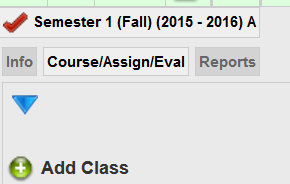 Semester 1 (Fall) (2015 - 2016) A
Info Course/Assign/Eval Reports
Add Class